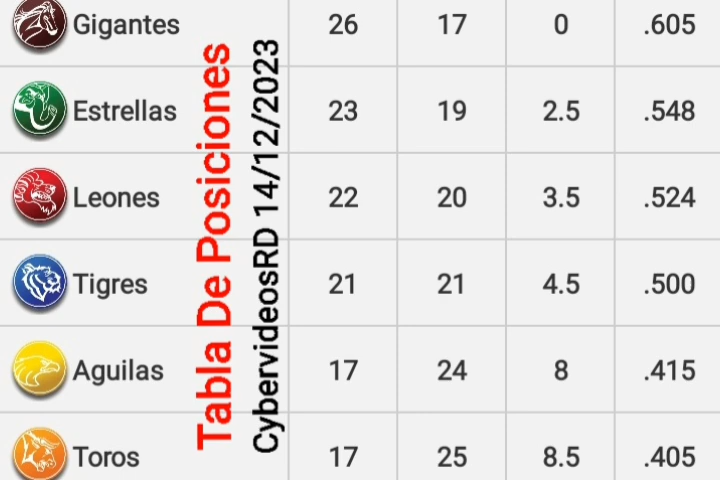 Gigantes 26 17 0 .605
Estrellas 23 19 2.5 .548
Leones 22 20 3.5 .524
Tigres 21 21 4.5 .500
Aguilas 17 24 8 .415
Toros 17 25 8.5 .405
Tabla De Posiciones
CybervideosRD 14/12/2023